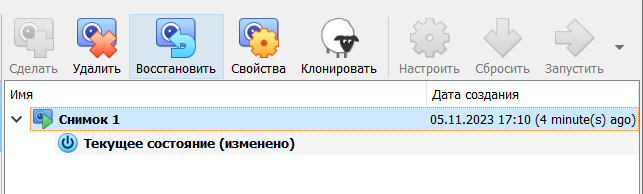 Сделать Удалить Восстановить Свойства Клонировать Настроить Сбросить Запустить
Имя Дата создания
Снимок 1 05.11.2023 17:10 (4 minute(s) ago)
Текущее состояние (изменено)